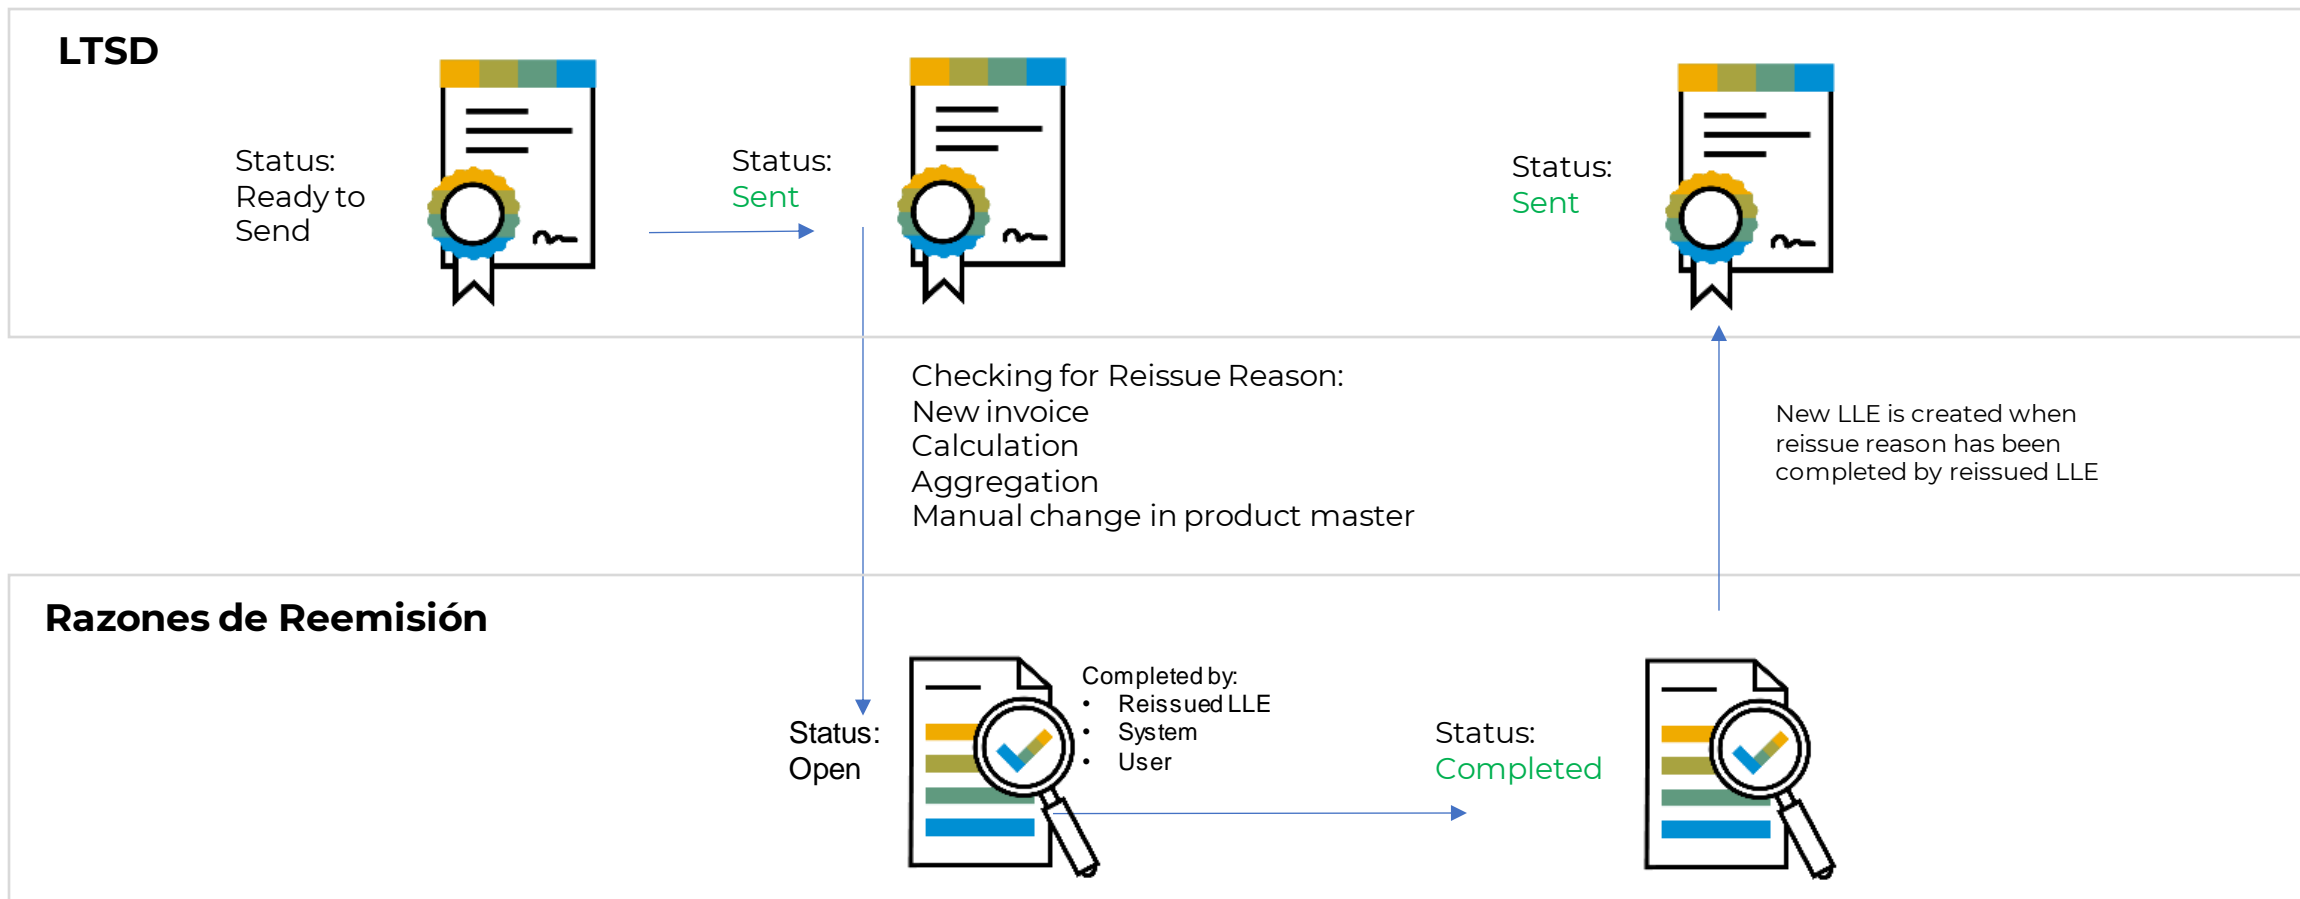 LTSD
Status:
Ready to
Send
Status:
Sent
Status:
Sent
Checking for Reissue Reason:
New invoice
Calculation
Aggregation
Manual change in product master
New LLE is created when
reissue reason has been
completed by reissued LLE
Razones de Reemisión
Status:
Open
Completed by:
• Reissued LLE
• System
• User
Status:
Completed